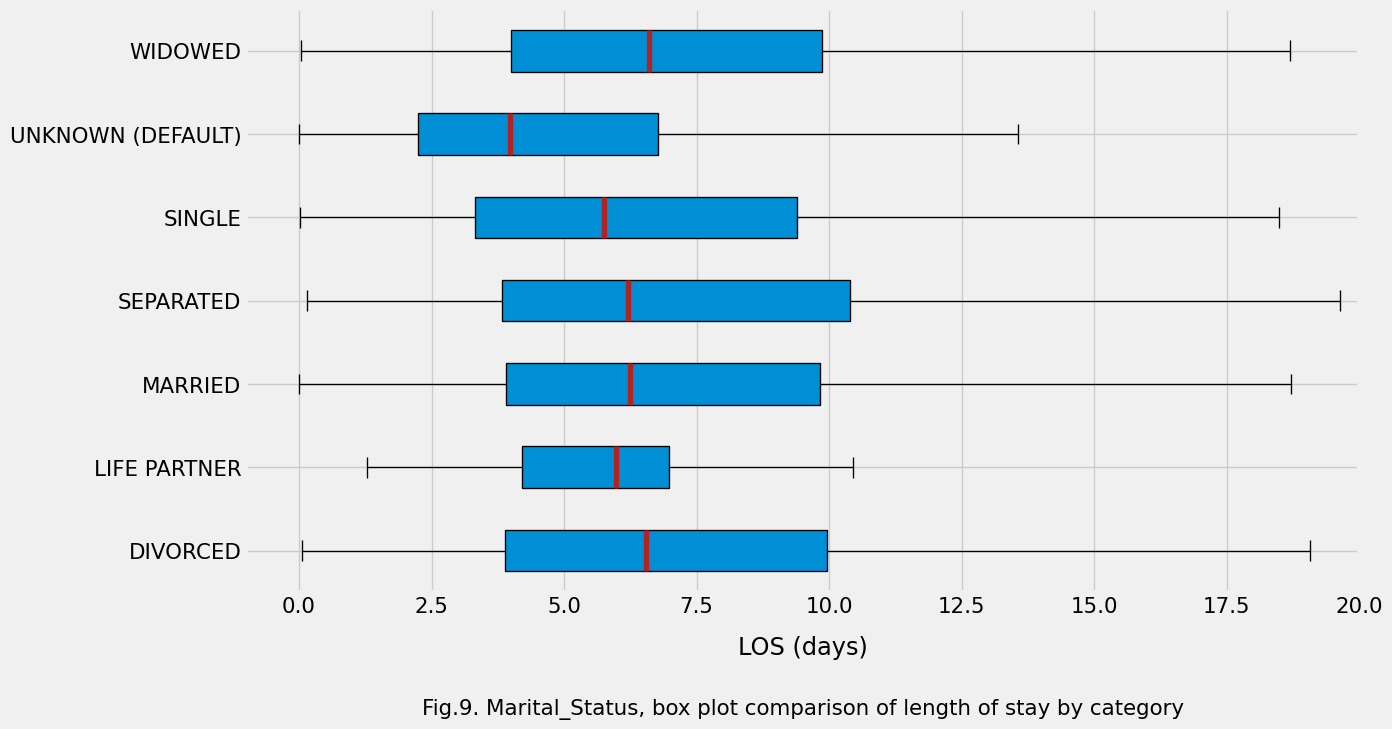 WIDOWED
UNKNOWN (DEFAULT)
SINGLE
SEPARATED
MARRIED
LIFE PARTNER
DIVORCED
0.0 2.5 5.0 7.5 10.0 12.5 15.0 17.5 20.0
LOS (days)
Fig.9. Marital_Status, box plot comparison of length of stay by category